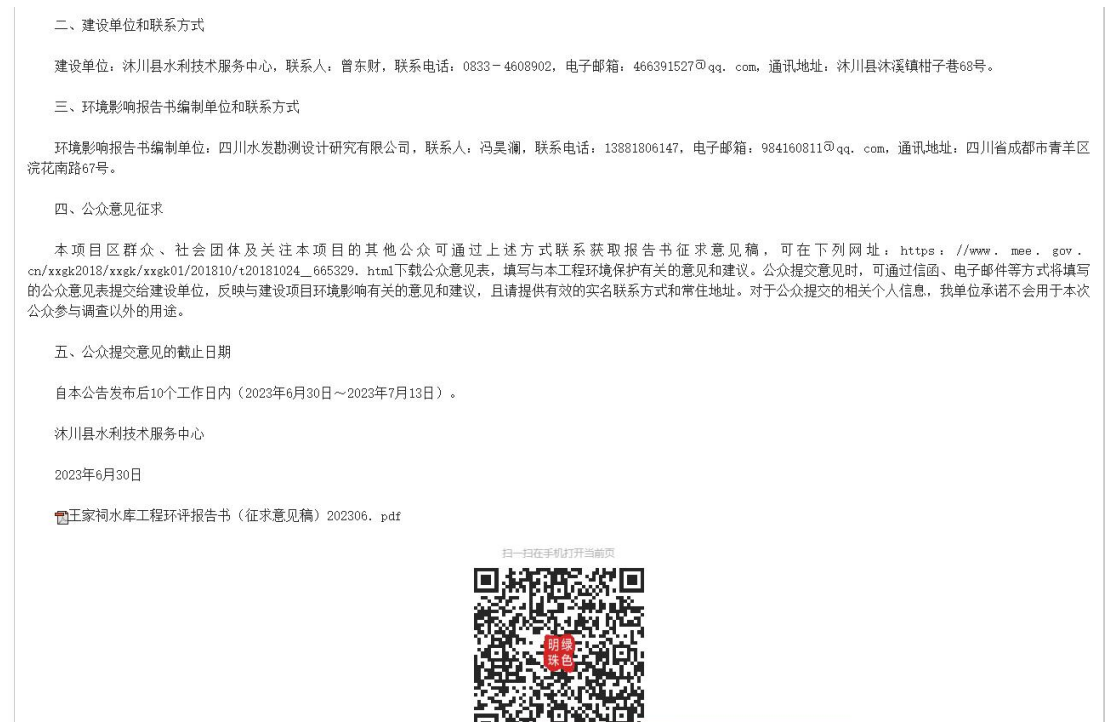 二、建设单位和联系方式
建设单位：沐川县水利技术服务中心，联系人：曾东财，联系电话：0833－4608902，电子邮箱：466391527@qq. com，通讯地址：沐川县沐溪镇柑子巷68号。
三、环境影响报告书编制单位和联系方式
环境影响报告书编制单位：四川水发勘测设计研究有限公司，联系人：冯昊澜，联系电话：13881806147，电子邮箱：984160811@qq. com，通讯地址：四川省成都市青羊区
浣花南路67号。
四、公众意见征求
本项目区群众、社会团体及关注本项目的其他公众可通过上述方式联系获取报告书征求意见稿，可在下列网址：https：//www. mee. gov.
cn/xxgk2018/xxgk/xxgk01/201810/t20181024_665329. html下载公众意见表，填写与本工程环境保护有关的意见和建议。公众提交意见时，可通过信函、电子邮件等方式将填写
的公众意见表提交给建设单位，反映与建设项目环境影响有关的意见和建议，且请提供有效的实名联系方式和常住地址。对于公众提交的相关个人信息，我单位承诺不会用于本次
公众参与调查以外的用途。
五、公众提交意见的截止日期
自本公告发布后10个工作日内（2023年6月30日～2023年7月13日）。
沐川县水利技术服务中心
2023年6月30日
王家祠水库工程环评报告书（征求意见稿）202306. pdf
扫一扫在手机打开当前页
明绿
珠色